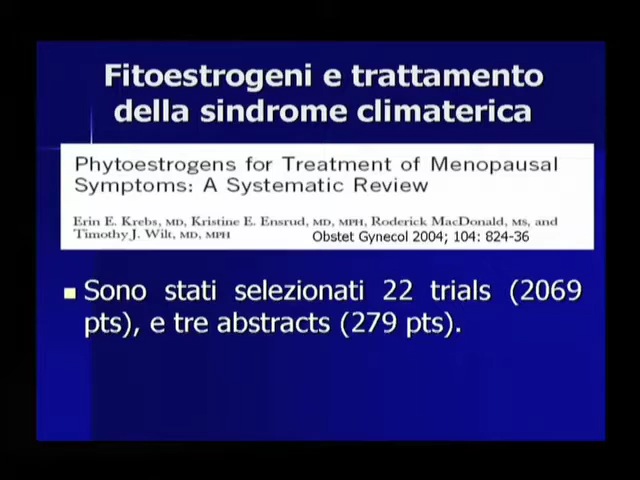 Fitoestrogeni e trattamento
della sindrome climaterica
Phytoestrogens for Treatment of Menopausal
Symptoms: A Systematic Review
Erin E. Krebs, MD, Kristine E. Ensrud, MD, MPH, Roderick MacDonald, MS, and
Timothy J. Wilt, MD, MPH Obstet Gynecol 2004; 104: 824-36
Sono stati selezionati 22 trials (2069
pts), e tre abstracts (279 pts).